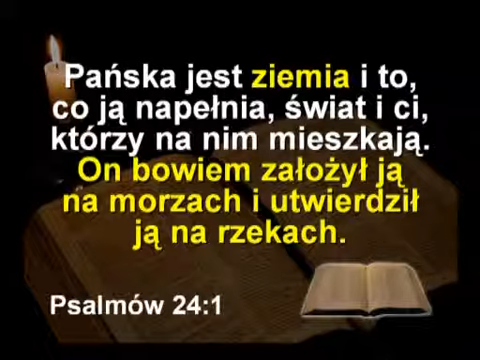 Pańska jest ziemia i to,
co ją napełnia, świat i ci,
którzy na nim mieszkają.
On bowiem założył ją
na morzach i utwierdził
ją na rzekach.
Psalmów 24:1